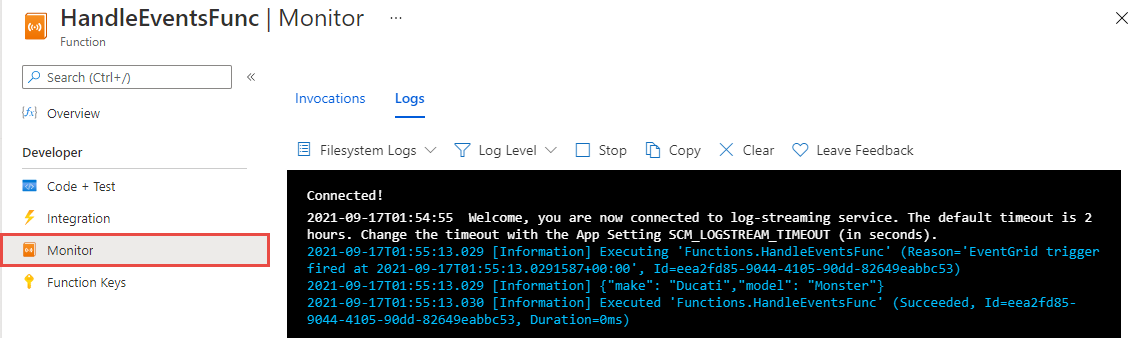 HandleEventsFunc | Monitor ...
Function
Search (Ctrl+/)
«
Overview
Developer
Code + Test
Integration
Monitor
Function Keys
Invocations Logs
Filesystem Logs Log Level Stop Copy Clear Leave Feedback
Connected!
2021-09-17T01:54:55 Welcome, you are now connected to log-streaming service. The default timeout is 2
hours. Change the timeout with the App Setting SCM_LOGSTREAM_TIMEOUT (in seconds).
2021-09-17T01:55:13.029 [Information] Executing 'Functions.HandleEventsFunc' (Reason='EventGrid trigger
fired at 2021-09-17T01:55:13.0291587+00:00', Id=eea2fd85-9044-4105-90dd-82649eabbc53)
2021-09-17T01:55:13.029 [Information] {"make": "Ducati","model": "Monster"}
2021-09-17T01:55:13.030 [Information] Executed 'Functions.HandleEventsFunc' (Succeeded, Id=eea2fd85-
9044-4105-90dd-82649eabbc53, Duration=0ms)